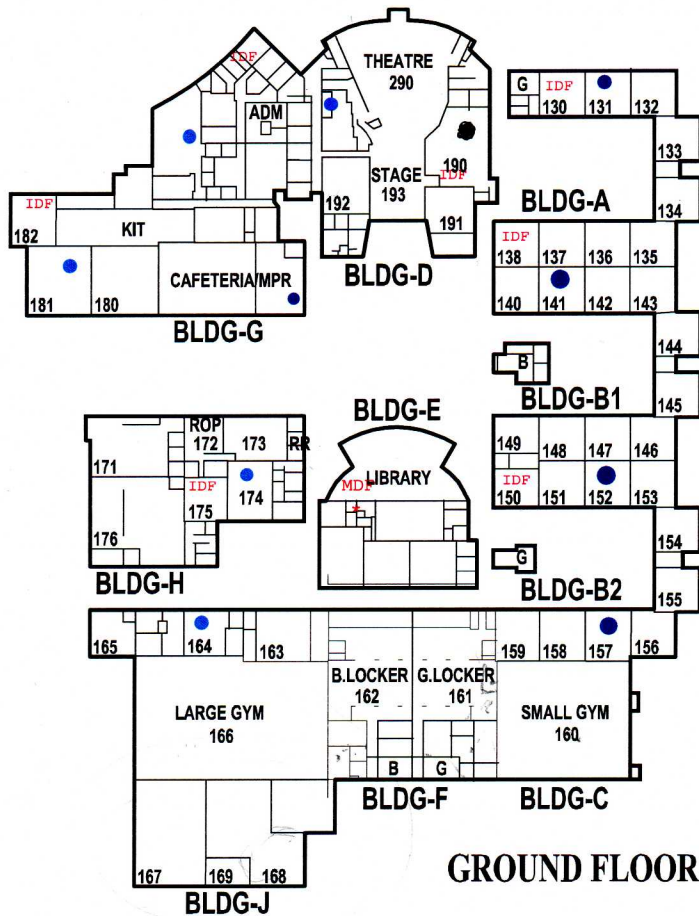 THEATRE
290
IDF
ADM
G
IDF
130
131
132
190
133
STAGE
193
IDF
192
191
BLDG-A
134
IDF
182
KIT
IDF
138
137
136
135
BLDG-D
181
180
CAFETERIA/MPR
140
141
142
143
BLDG-G
144
B
BLDG-B1
145
BLDG-E
ROP
172
173
RR
171
LIBRARY
149
148
147
146
IDF
175
174
MDF
IDF
150
151
152
153
176
154
G
BLDG-H
BLDG-B2
155
165
164
163
159
158
157
156
B.LOCKER
162
G.LOCKER
161
LARGE GYM
166
SMALL GYM
160
B
G
BLDG-F
BLDG-C
167
169
168
GROUND FLOOR
BLDG-J